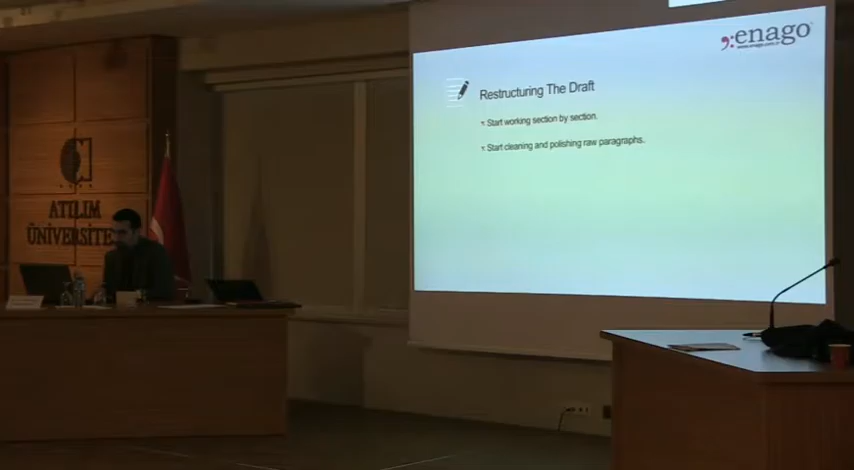 enago
Restructuring The Draft
Start working section by section.
Start cleaning and polishing raw paragraphs.
ATILIM
ÜNİVERSİTE